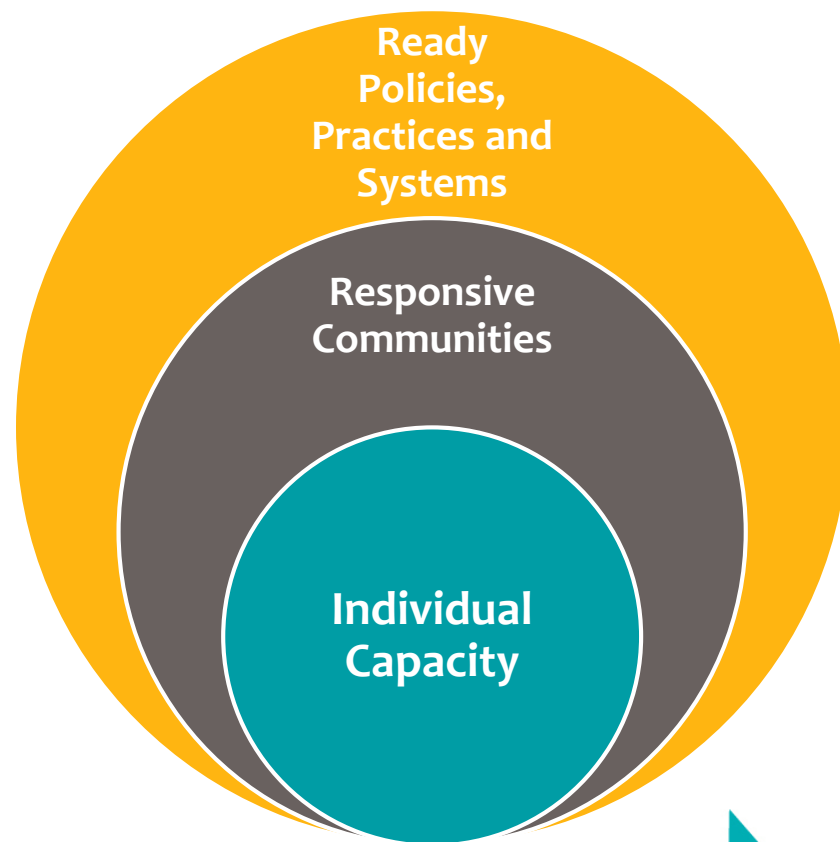 Ready
Policies,
Practices and
Systems
Responsive
Communities
Individual
Capacity